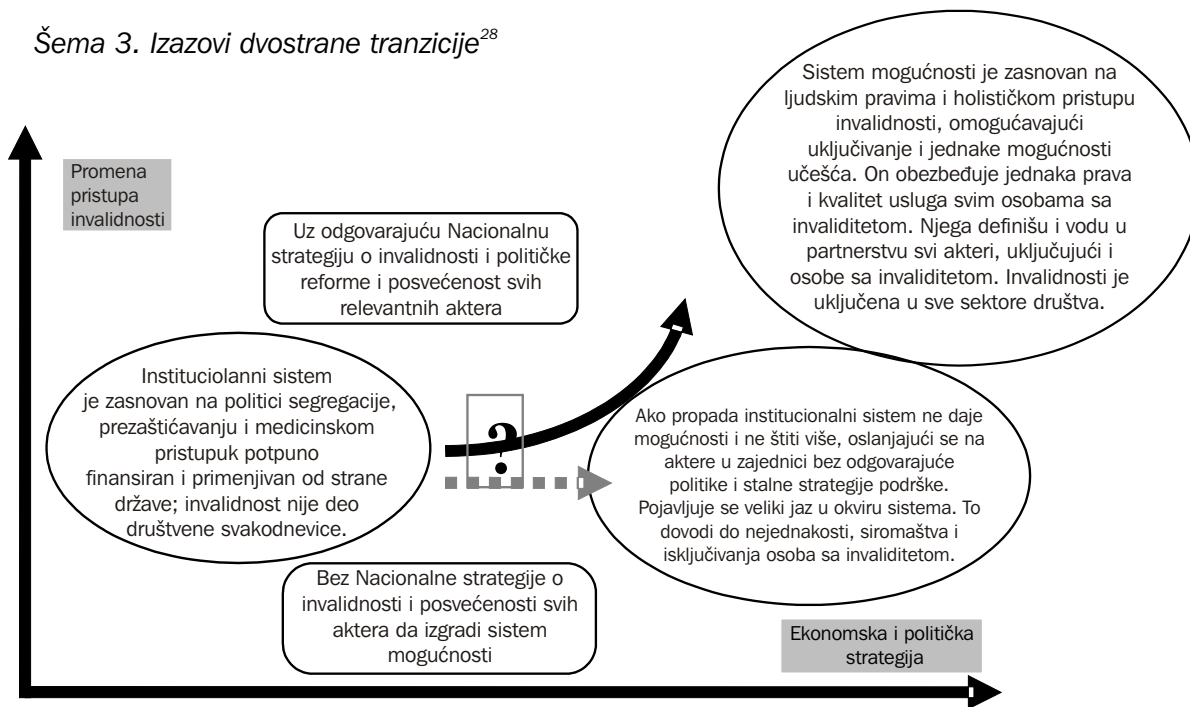 Šema 3. Izazovi dvostrane tranzicije28
Sistem mogućnosti je zasnovan na
ljudskim pravima i holističkom pristupu
invalidnosti, omogućavajući
uključivanje i jednake mogućnosti
učešća. On obezbeđuje jednaka prava
i kvalitet usluga svim osobama sa
invaliditetom. Njega definišu i vodu u
partnerstvu svi akteri, uključujući i
osobe sa invaliditetom. Invalidnosti je
uključena u sve sektore društva.
Promena
pristupa
invalidnosti
Uz odgovarajuću Nacionalnu
strategiju o invalidnosti i političke
reforme i posvećenost svih
relevantnih aktera
Instituciolanni sistem
je zasnovan na politici segregacije,
prezaštićavanju i medicinskom
pristupuk potpuno
finansiran i primenjivan od strane
države; invalidnost nije deo
društvene svakodnevice.
?
Ako propada institucionalni sistem ne daje
mogućnosti i ne štiti više, oslanjajući se na
aktere u zajednici bez odgovarajuće
politike i stalne strategije podrške.
Pojavljuje se veliki jaz u okviru sistema. To
dovodi do nejednakosti, siromaštva i
isključivanja osoba sa invaliditetom.
Bez Nacionalne strategije o
invalidnosti i posvećenosti svih
aktera da izgradi sistem
mogućnosti
Ekonomska i politička
strategija